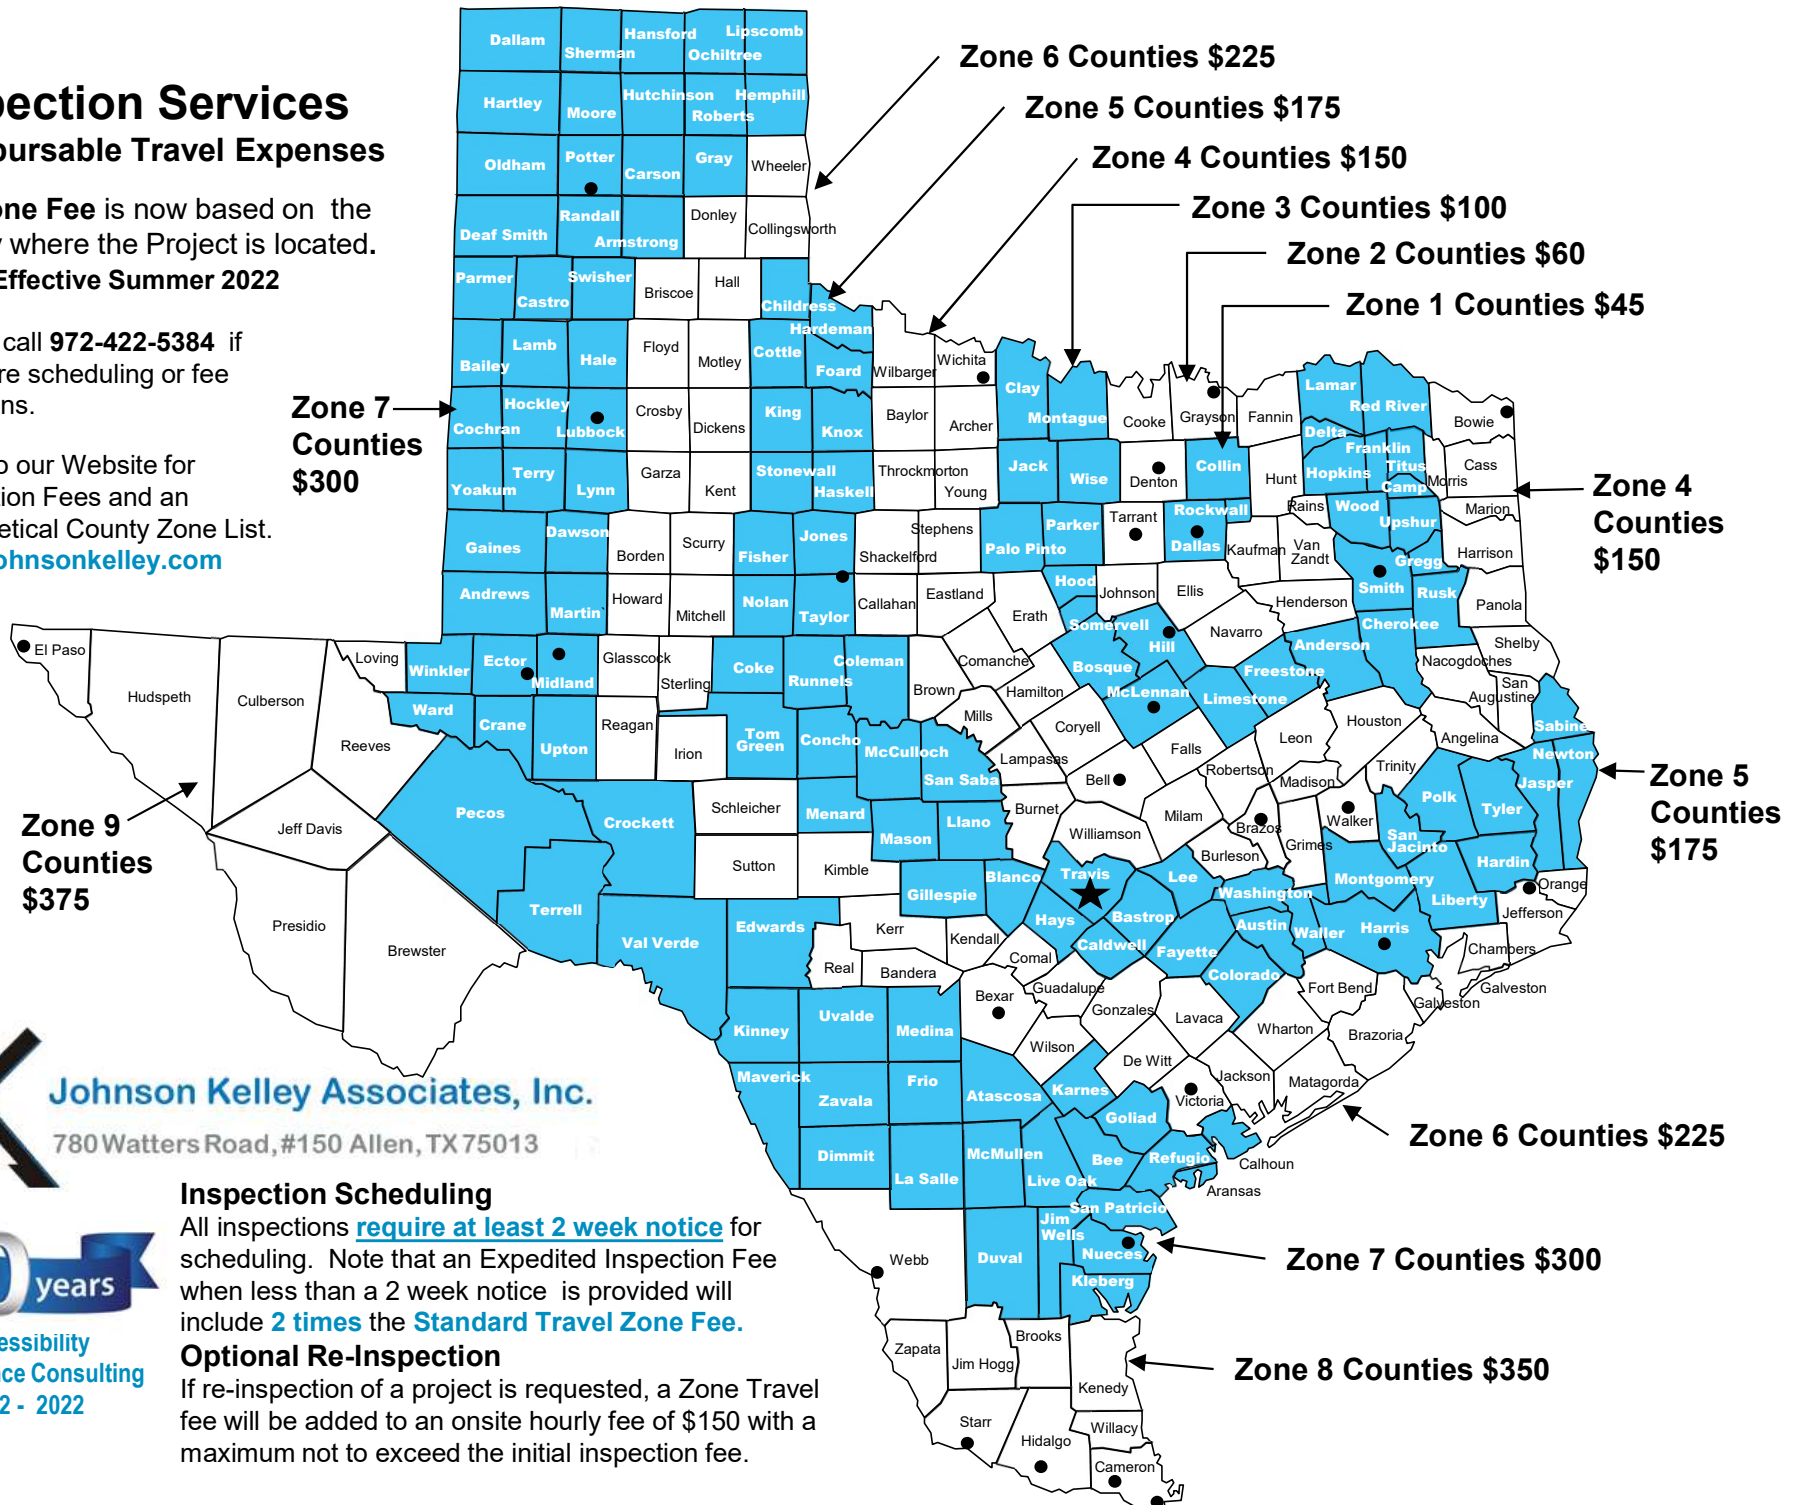 pection Services
oursable Travel Expenses
one Fee is now based on the
y where the Project is located.
Effective Summer 2022
call 972-422-5384 if
re scheduling or fee
ns.
o our Website for
tion Fees and an
etical County Zone List.
ohnsonkelley.com
Zone 6 Counties $225
Zone 5 Counties $175
Zone 4 Counties $150
Zone 3 Counties $100
Zone 2 Counties $60
Zone 1 Counties $45
Zone 7
Counties
$300
Zone 4
Counties
$150
Zone 5
Counties
$175
Zone 9
Counties
$375
Zone 6 Counties $225
Zone 7 Counties $300
Zone 8 Counties $350
Dallam
Sherman
Hansford
Ochiltree
Lipscomb
Hartley
Moore
Hutchinson
Roberts
Hemphill
Oldham
Potter
Carson
Gray
Wheeler
Deaf Smith
Randall
Armstrong
Donley
Collingsworth
Parmer
Castro
Swisher
Briscoe
Hall
Childress
Hardeman
Bailey
Lamb
Hale
Floyd
Motley
Cottle
Foard
Wilbarger
Wichita
Clay
Montague
Cooke
Grayson
Fannin
Lamar
Red River
Bowie
Cochran
Hockley
Lubbock
Crosby
Dickens
King
Knox
Baylor
Archer
Delta
Franklin
Titus
Hopkins
Camp
Morris
Cass
Yoakum
Terry
Lynn
Garza
Kent
Stonewall
Haskell
Throckmorton
Young
Jack
Wise
Denton
Collin
Hunt
Rains
Wood
Upshur
Marion
Gaines
Dawson
Borden
Scurry
Fisher
Jones
Shackelford
Stephens
Palo Pinto
Parker
Tarrant
Dallas
Rockwall
Kaufman
Van
Zandt
Smith
Gregg
Harrison
Andrews
Martin
Howard
Mitchell
Nolan
Taylor
Callahan
Eastland
Erath
Hood
Johnson
Ellis
Henderson
Rusk
Panola
Somervell
Hill
Navarro
Anderson
Cherokee
Shelby
Nacogdoches
San
Augustine
Sabine
El Paso
Hudspeth
Culberson
Loving
Winkler
Ector
Midland
Glasscock
Sterling
Coke
Runnels
Coleman
Brown
Comanche
Hamilton
Bosque
McLennan
Limestone
Freestone
Reeves
Ward
Crane
Upton
Reagan
Irion
Tom
Green
Concho
McCulloch
San Saba
Mills
Lampasas
Coryell
Bell
Falls
Robertson
Leon
Houston
Madison
Trinity
Angelina
Newton
Jasper
Polk
Tyler
Jeff Davis
Pecos
Crockett
Schleicher
Menard
Mason
Llano
Burnet
Williamson
Milam
Brazos
Grimes
Walker
San
Jacinto
Hardin
Presidio
Brewster
Terrell
Val Verde
Sutton
Kimble
Gillespie
Blanco
Travis
Lee
Burleson
Washington
Montgomery
Liberty
Orange
Jefferson
Edwards
Kerr
Kendall
Hays
Bastrop
Caldwell
Fayette
Austin
Waller
Harris
Chambers
Real
Bandera
Comal
Guadalupe
Colorado
Fort Bend
Galveston
Galveston
Kinney
Uvalde
Medina
Bexar
Gonzales
Lavaca
Wharton
Brazoria
Wilson
De Witt
Jackson
Matagorda
Maverick
Zavala
Frio
Atascosa
Karnes
Goliad
Victoria
Calhoun
Dimmit
La Salle
McMullen
Live Oak
Bee
Refugio
Aransas
San Patricio
Webb
Duval
Jim
Wells
Nueces
Kleberg
Zapata
Jim Hogg
Brooks
Kenedy
Starr
Hidalgo
Willacy
Cameron
Johnson Kelley Associates, Inc.
780 Watters Road, #150 Allen, TX 75013
years
essibility
ce Consulting
2 - 2022
Inspection Scheduling
All inspections require at least 2 week notice for
scheduling. Note that an Expedited Inspection Fee
when less than a 2 week notice is provided will
include 2 times the Standard Travel Zone Fee.
Optional Re-Inspection
If re-inspection of a project is requested, a Zone Travel
fee will be added to an onsite hourly fee of $150 with a
maximum not to exceed the initial inspection fee.